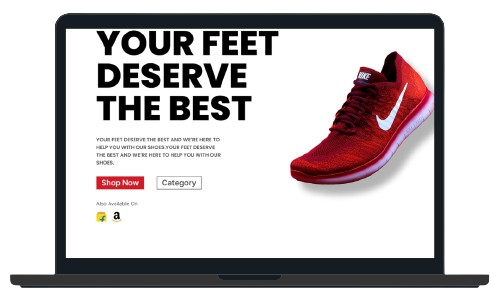 YOUR FEET
DESERVE
THE BEST
YOUR FEET DESERVE THE BEST AND WE'RE HERE TO
HELP YOU WITH OUR SHOES.YOUR FEET DESERVE
THE BEST AND WE'RE HERE TO HELP YOU WITH OUR
SHOES.
Shop Now
Category
Also Available On
a
NIKE